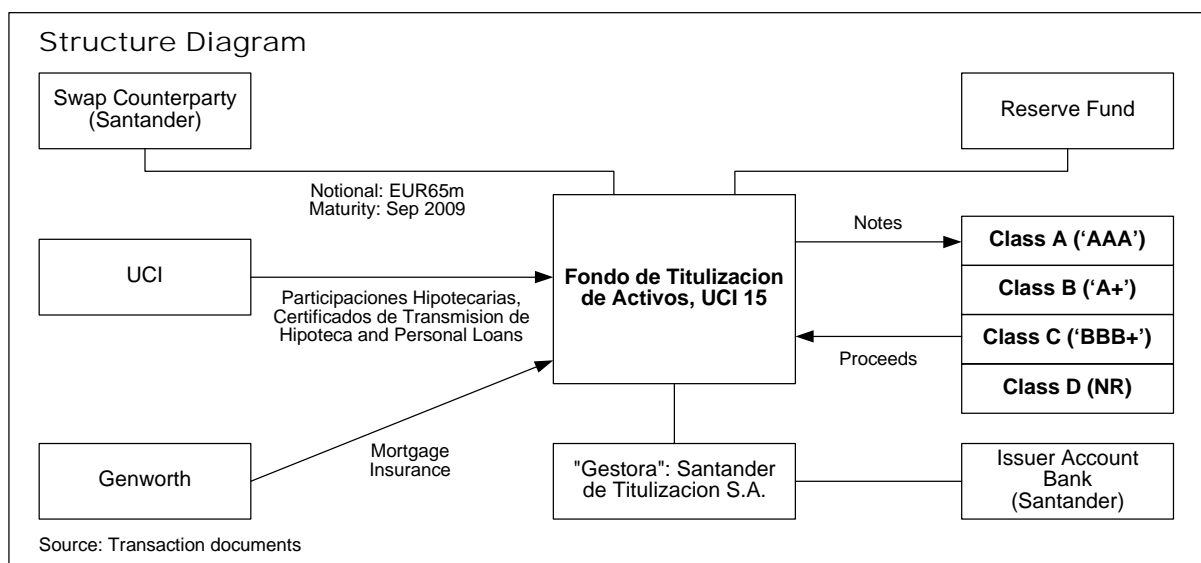 Structure Diagram
Swap Counterparty
(Santander)
Reserve Fund
Notional: EUR65m
Maturity: Sep 2009
Notes
Class A (‘AAA’)
UCI
Fondo de Titulizacion
de Activos, UCI 15
Class B (‘A+’)
Participaciones Hipotecarias,
Certificados de Transmision de
Hipoteca and Personal Loans
Class C (‘BBB+’)
Proceeds
Class D (NR)
Genworth
Mortgage
Insurance
"Gestora": Santander
de Titulizacion S.A.
Issuer Account
Bank
(Santander)
Source: Transaction documents